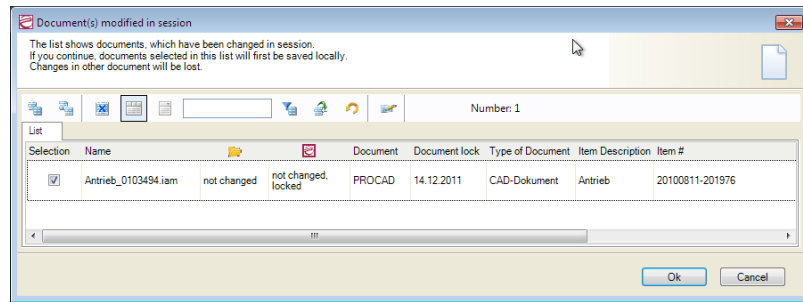 Document(s) modified in session
The list shows documents, which have been changed in session.
If you continue, documents selected in this list will first be saved locally.
Changes in other document will be lost.
Number: 1
List
Selection Name Document Document lock Type of Document Item Description Item #
Antrieb_0103494.iam not changed not changed, PROCAD 14.12.2011 CAD-Dokument Antrieb 20100811-201976
locked
Ok Cancel